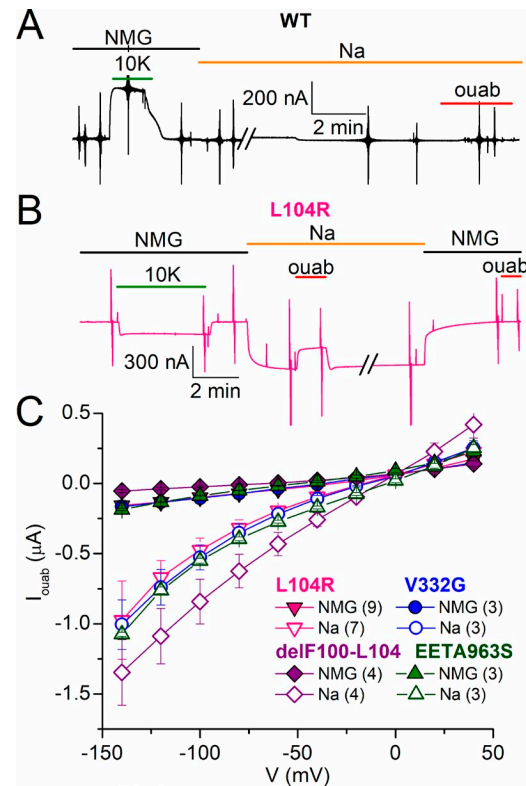 A
WT
NMG
10K
Na
200 nA
2 min
ouab
B
L104R
NMG
Na
NMG
10K
ouab
ouab
300 nA
2 min
C
0.5
0.0
-0.5
-1.0
-1.5
I_ouab (μA)
L104R
V332G
NMG (9)
NMG (3)
Na (7)
Na (3)
delF100-L104
EETA963S
NMG (4)
NMG (3)
Na (4)
Na (3)
-150
-100
-50
0
50
V (mV)